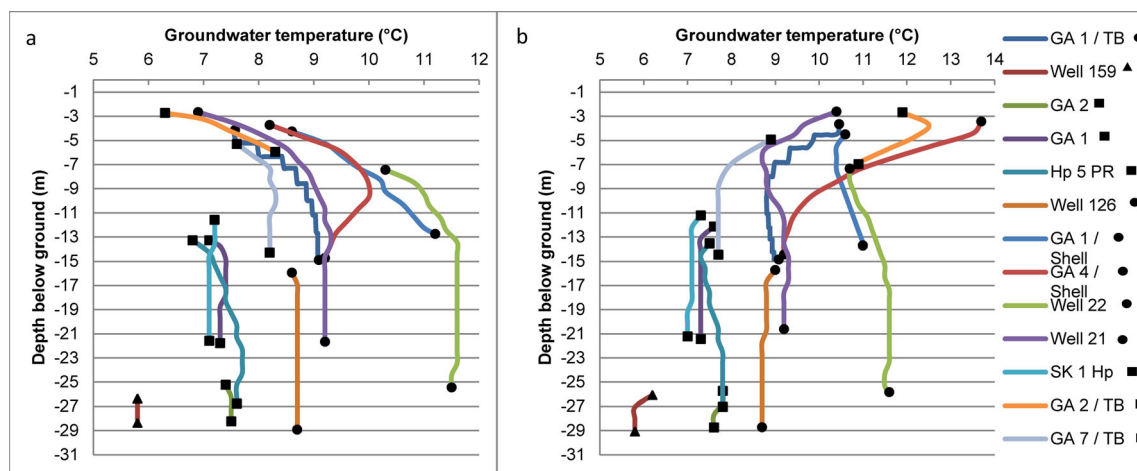 a
Groundwater temperature (°C)
5 6 7 8 9 10 11 12
Depth below ground (m)
-1
-3
-5
-7
-9
-11
-13
-15
-17
-19
-21
-23
-25
-27
-29
-31
b
Groundwater temperature (°C)
5 6 7 8 9 10 11 12 13 14
Depth below ground (m)
-1
-3
-5
-7
-9
-11
-13
-15
-17
-19
-21
-23
-25
-27
-29
-31
GA 1 / TB
Well 159
GA 2
GA 1
Hp 5 PR
Well 126
GA 1 /
Shell
GA 4 /
Shell
Well 22
Well 21
SK 1 Hp
GA 2 / TB
GA 7 / TB